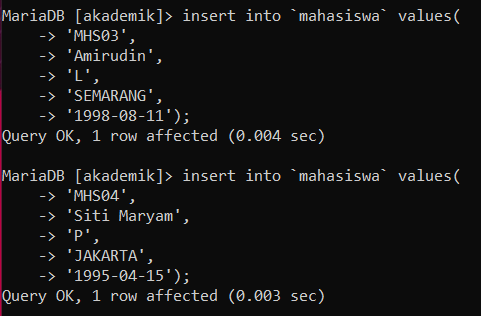 MariaDB [akademik]> insert into `mahasiswa` values(
    -> 'MHS03',
    -> 'Amirudin',
    -> 'L',
    -> 'SEMARANG',
    -> '1998-08-11');
Query OK, 1 row affected (0.004 sec)

MariaDB [akademik]> insert into `mahasiswa` values(
    -> 'MHS04',
    -> 'Siti Maryam',
    -> 'P',
    -> 'JAKARTA',
    -> '1995-04-15');
Query OK, 1 row affected (0.003 sec)